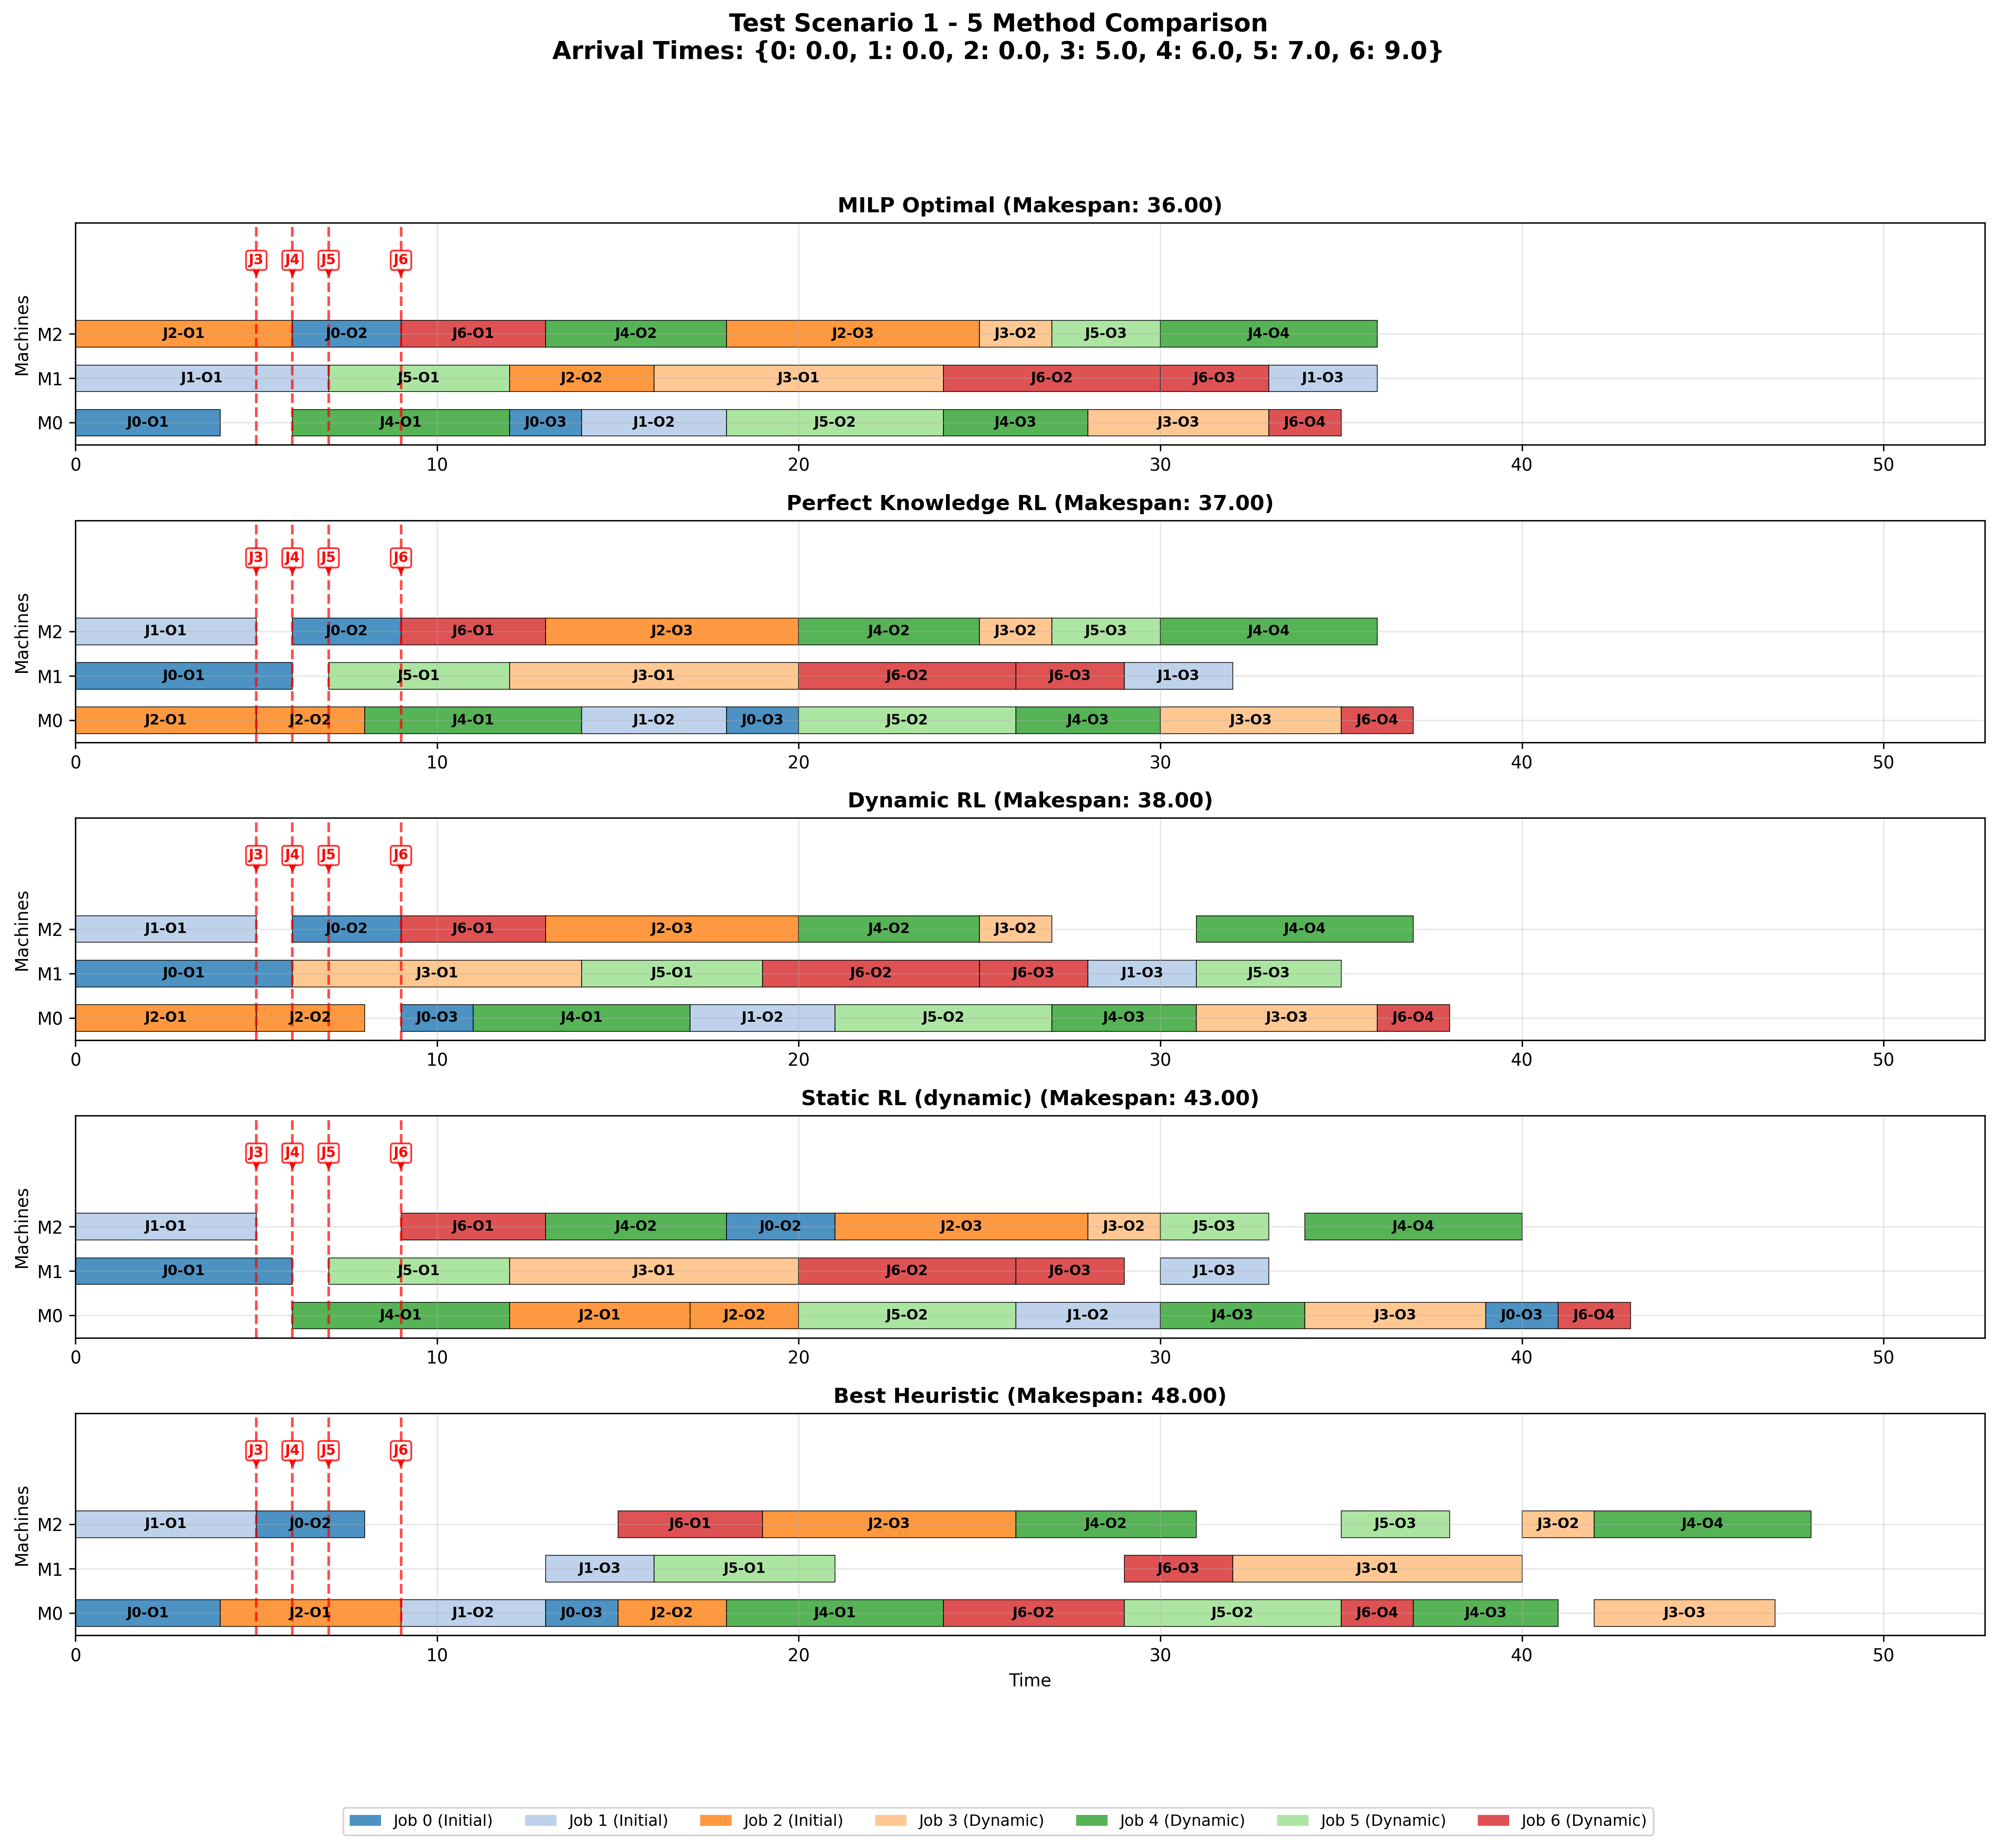 Test Scenario 1 - 5 Method Comparison
Arrival Times: {0: 0.0, 1: 0.0, 2: 0.0, 3: 5.0, 4: 6.0, 5: 7.0, 6: 9.0}
MILP Optimal (Makespan: 36.00)
J3 J4 J5 J6
Machines
M2 J2-O1 J0-O2 J6-O1 J4-O2 J2-O3 J3-O2 J5-O3 J4-O4
M1 J1-O1 J5-O1 J2-O2 J3-O1 J6-O2 J6-O3 J1-O3
M0 J0-O1 J4-O1 J0-O3 J1-O2 J5-O2 J4-O3 J3-O3 J6-O4
0 10 20 30 40 50
Perfect Knowledge RL (Makespan: 37.00)
J3 J4 J5 J6
Machines
M2 J1-O1 J0-O2 J6-O1 J2-O3 J4-O2 J3-O2 J5-O3 J4-O4
M1 J0-O1 J5-O1 J3-O1 J6-O2 J6-O3 J1-O3
M0 J2-O1 J2-O2 J4-O1 J1-O2 J0-O3 J5-O2 J4-O3 J3-O3 J6-O4
0 10 20 30 40 50
Dynamic RL (Makespan: 38.00)
J3 J4 J5 J6
Machines
M2 J1-O1 J0-O2 J6-O1 J2-O3 J4-O2 J3-O2 J4-O4
M1 J0-O1 J3-O1 J5-O1 J6-O2 J6-O3 J1-O3 J5-O3
M0 J2-O1 J2-O2 J0-O3 J4-O1 J1-O2 J5-O2 J4-O3 J3-O3 J6-O4
0 10 20 30 40 50
Static RL (dynamic) (Makespan: 43.00)
J3 J4 J5 J6
Machines
M2 J1-O1 J6-O1 J4-O2 J0-O2 J2-O3 J3-O2 J5-O3 J4-O4
M1 J0-O1 J5-O1 J3-O1 J6-O2 J6-O3 J1-O3
M0 J4-O1 J2-O1 J2-O2 J5-O2 J1-O2 J4-O3 J3-O3 J0-O3 J6-O4
0 10 20 30 40 50
Best Heuristic (Makespan: 48.00)
J3 J4 J5 J6
Machines
M2 J1-O1 J0-O2 J6-O1 J2-O3 J4-O2 J5-O3 J3-O2 J4-O4
M1 J1-O3 J5-O1 J6-O3 J3-O1
M0 J0-O1 J2-O1 J1-O2 J0-O3 J2-O2 J4-O1 J6-O2 J5-O2 J6-O4 J4-O3 J3-O3
0 10 20 30 40 50
Time
Job 0 (Initial) Job 1 (Initial) Job 2 (Initial) Job 3 (Dynamic) Job 4 (Dynamic) Job 5 (Dynamic) Job 6 (Dynamic)